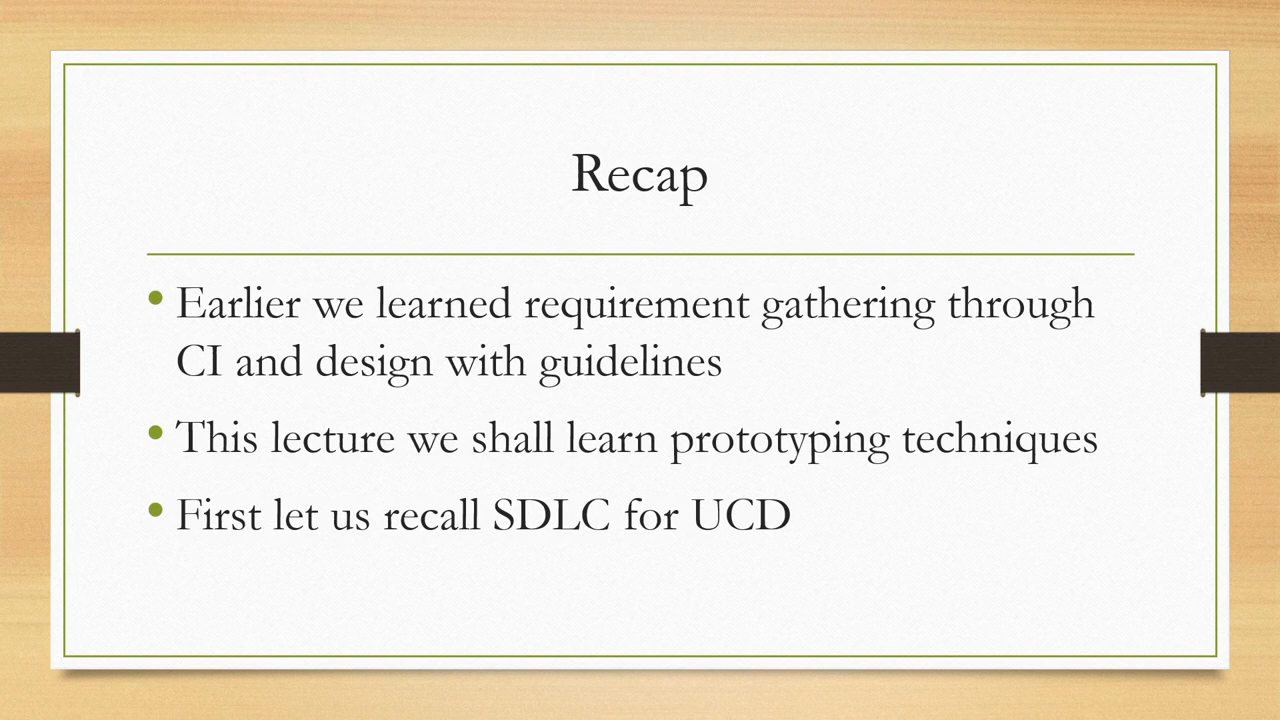 Recap
• Earlier we learned requirement gathering through
CI and design with guidelines
• This lecture we shall learn prototyping techniques
• First let us recall SDLC for UCD